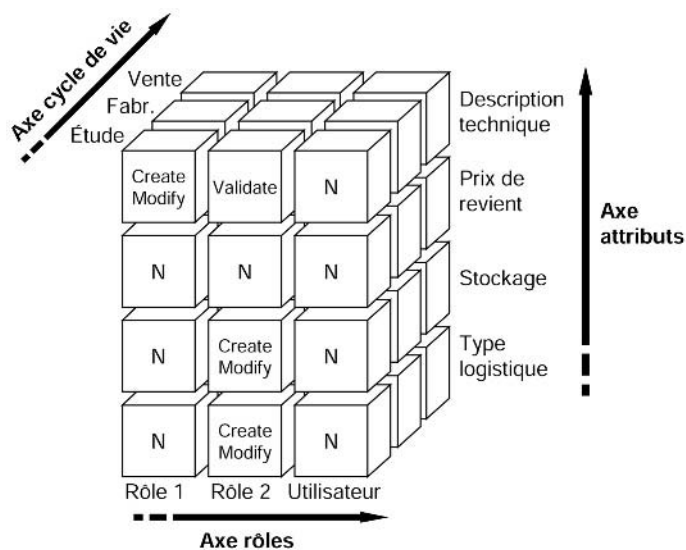 Axe cycle de vie
Vente
Fabr.
Étude
Description
technique
Prix de
revient
Stockage
Type
logistique
Axe
attributs
Create
Modify
Validate
N
N
N
N
N
Create
Modify
N
N
Create
Modify
N
Rôle 1
Rôle 2
Utilisateur
Axe rôles